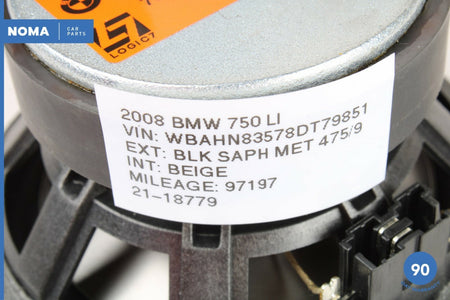 NOMA
CAR
PARTS
LOGIC7
2008 BMW 750 LI
VIN: WBAHN83578DT79851
EXT: BLK SAPH MET 475/9
INT: BEIGE
MILEAGE: 97197
21-18779
90